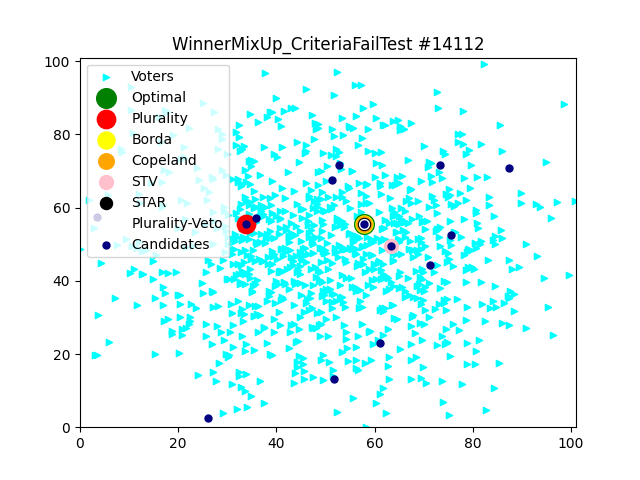 WinnerMixUp_CriteriaFailTest #14112
100
80
60
40
20
0
Voters
Optimal
Plurality
Borda
Copeland
STV
STAR
Plurality-Veto
Candidates
0 20 40 60 80 100